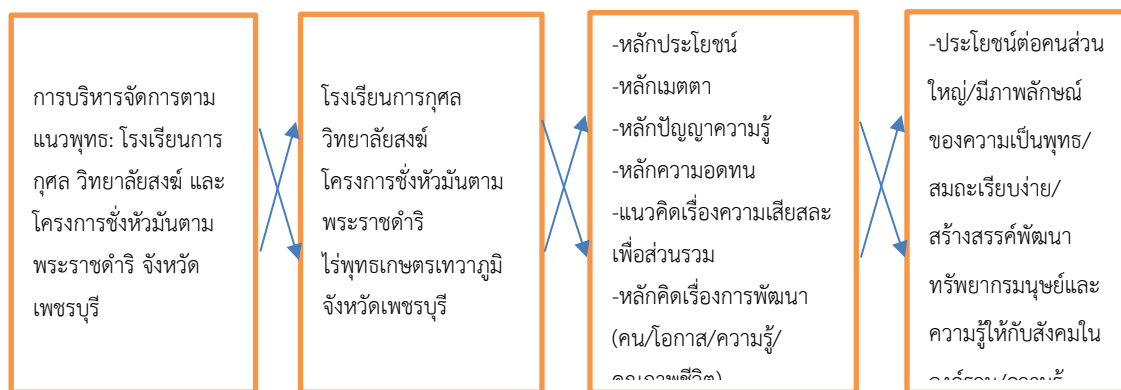 การบริหารจัดการตาม
แนวพุทธ: โรงเรียนการ
กุศล วิทยาลัยสงฆ์ และ
โครงการชั่งหัวมันตาม
พระราชดำริ จังหวัด
เพชรบุรี
โรงเรียนการกุศล
วิทยาลัยสงฆ์
โครงการชั่งหัวมันตาม
พระราชดำริ
ไร่พุทธเกษตรเทวาภูมิ
จังหวัดเพชรบุรี
-หลักประโยชน์
-หลักเมตตา
-หลักปัญญาความรู้
-หลักความอดทน
-แนวคิดเรื่องความเสียสละ
เพื่อส่วนรวม
-หลักคิดเรื่องการพัฒนา
(คน/โอกาส/ความรู้/
คุณภาพชีวิต)
-ประโยชน์ต่อคนส่วน
ใหญ่/มีภาพลักษณ์
ของความเป็นพุทธ/
สมถะเรียบง่าย/
สร้างสรรค์พัฒนา
ทรัพยากรมนุษย์และ
ความรู้ให้กับสังคมใน